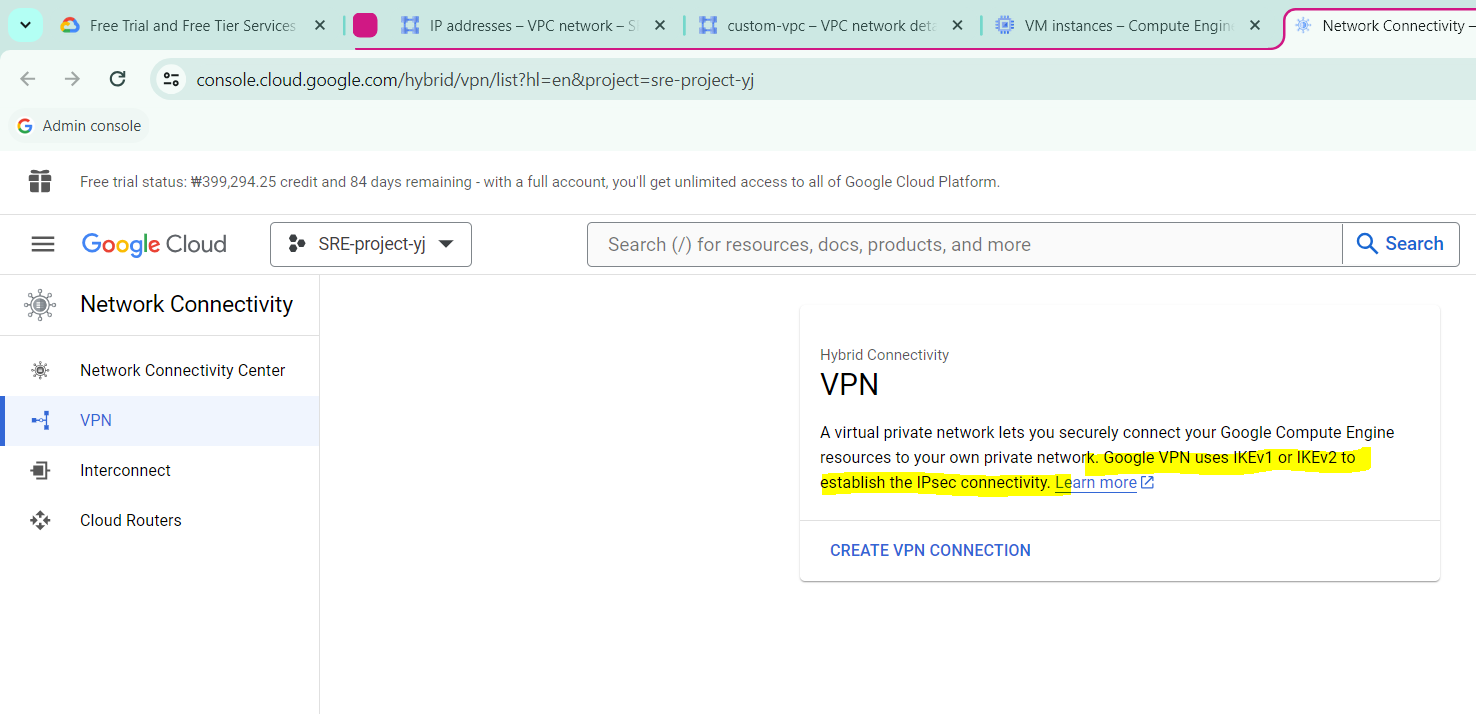 Free Trial and Free Tier Services
IP addresses – VPC network – S
custom-vpc – VPC network deta
VM instances – Compute Engine
Network Connectivity –
console.cloud.google.com/hybrid/vpn/list?hl=en&project=sre-project-yj
Admin console
Free trial status: ₩399,294.25 credit and 84 days remaining - with a full account, you'll get unlimited access to all of Google Cloud Platform.
Google Cloud
SRE-project-yj
Search (/) for resources, docs, products, and more
Search
Network Connectivity
Network Connectivity Center
VPN
Interconnect
Cloud Routers
Hybrid Connectivity
VPN
A virtual private network lets you securely connect your Google Compute Engine
resources to your own private network. Google VPN uses IKEv1 or IKEv2 to
establish the IPsec connectivity. Learn more
CREATE VPN CONNECTION